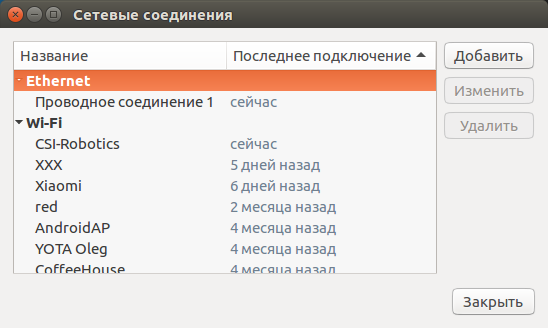 Сетевые соединения
Название Последнее подключение
Добавить
Ethernet
Изменить
Проводное соединение 1 сейчас
Wi-Fi
Удалить
CSI-Robotics сейчас
XXX 5 дней назад
Xiaomi 6 дней назад
red 2 месяца назад
AndroidAP 4 месяца назад
YOTA Oleg 4 месяца назад
CoffeeHouse 4 месяца назад
Закрыть